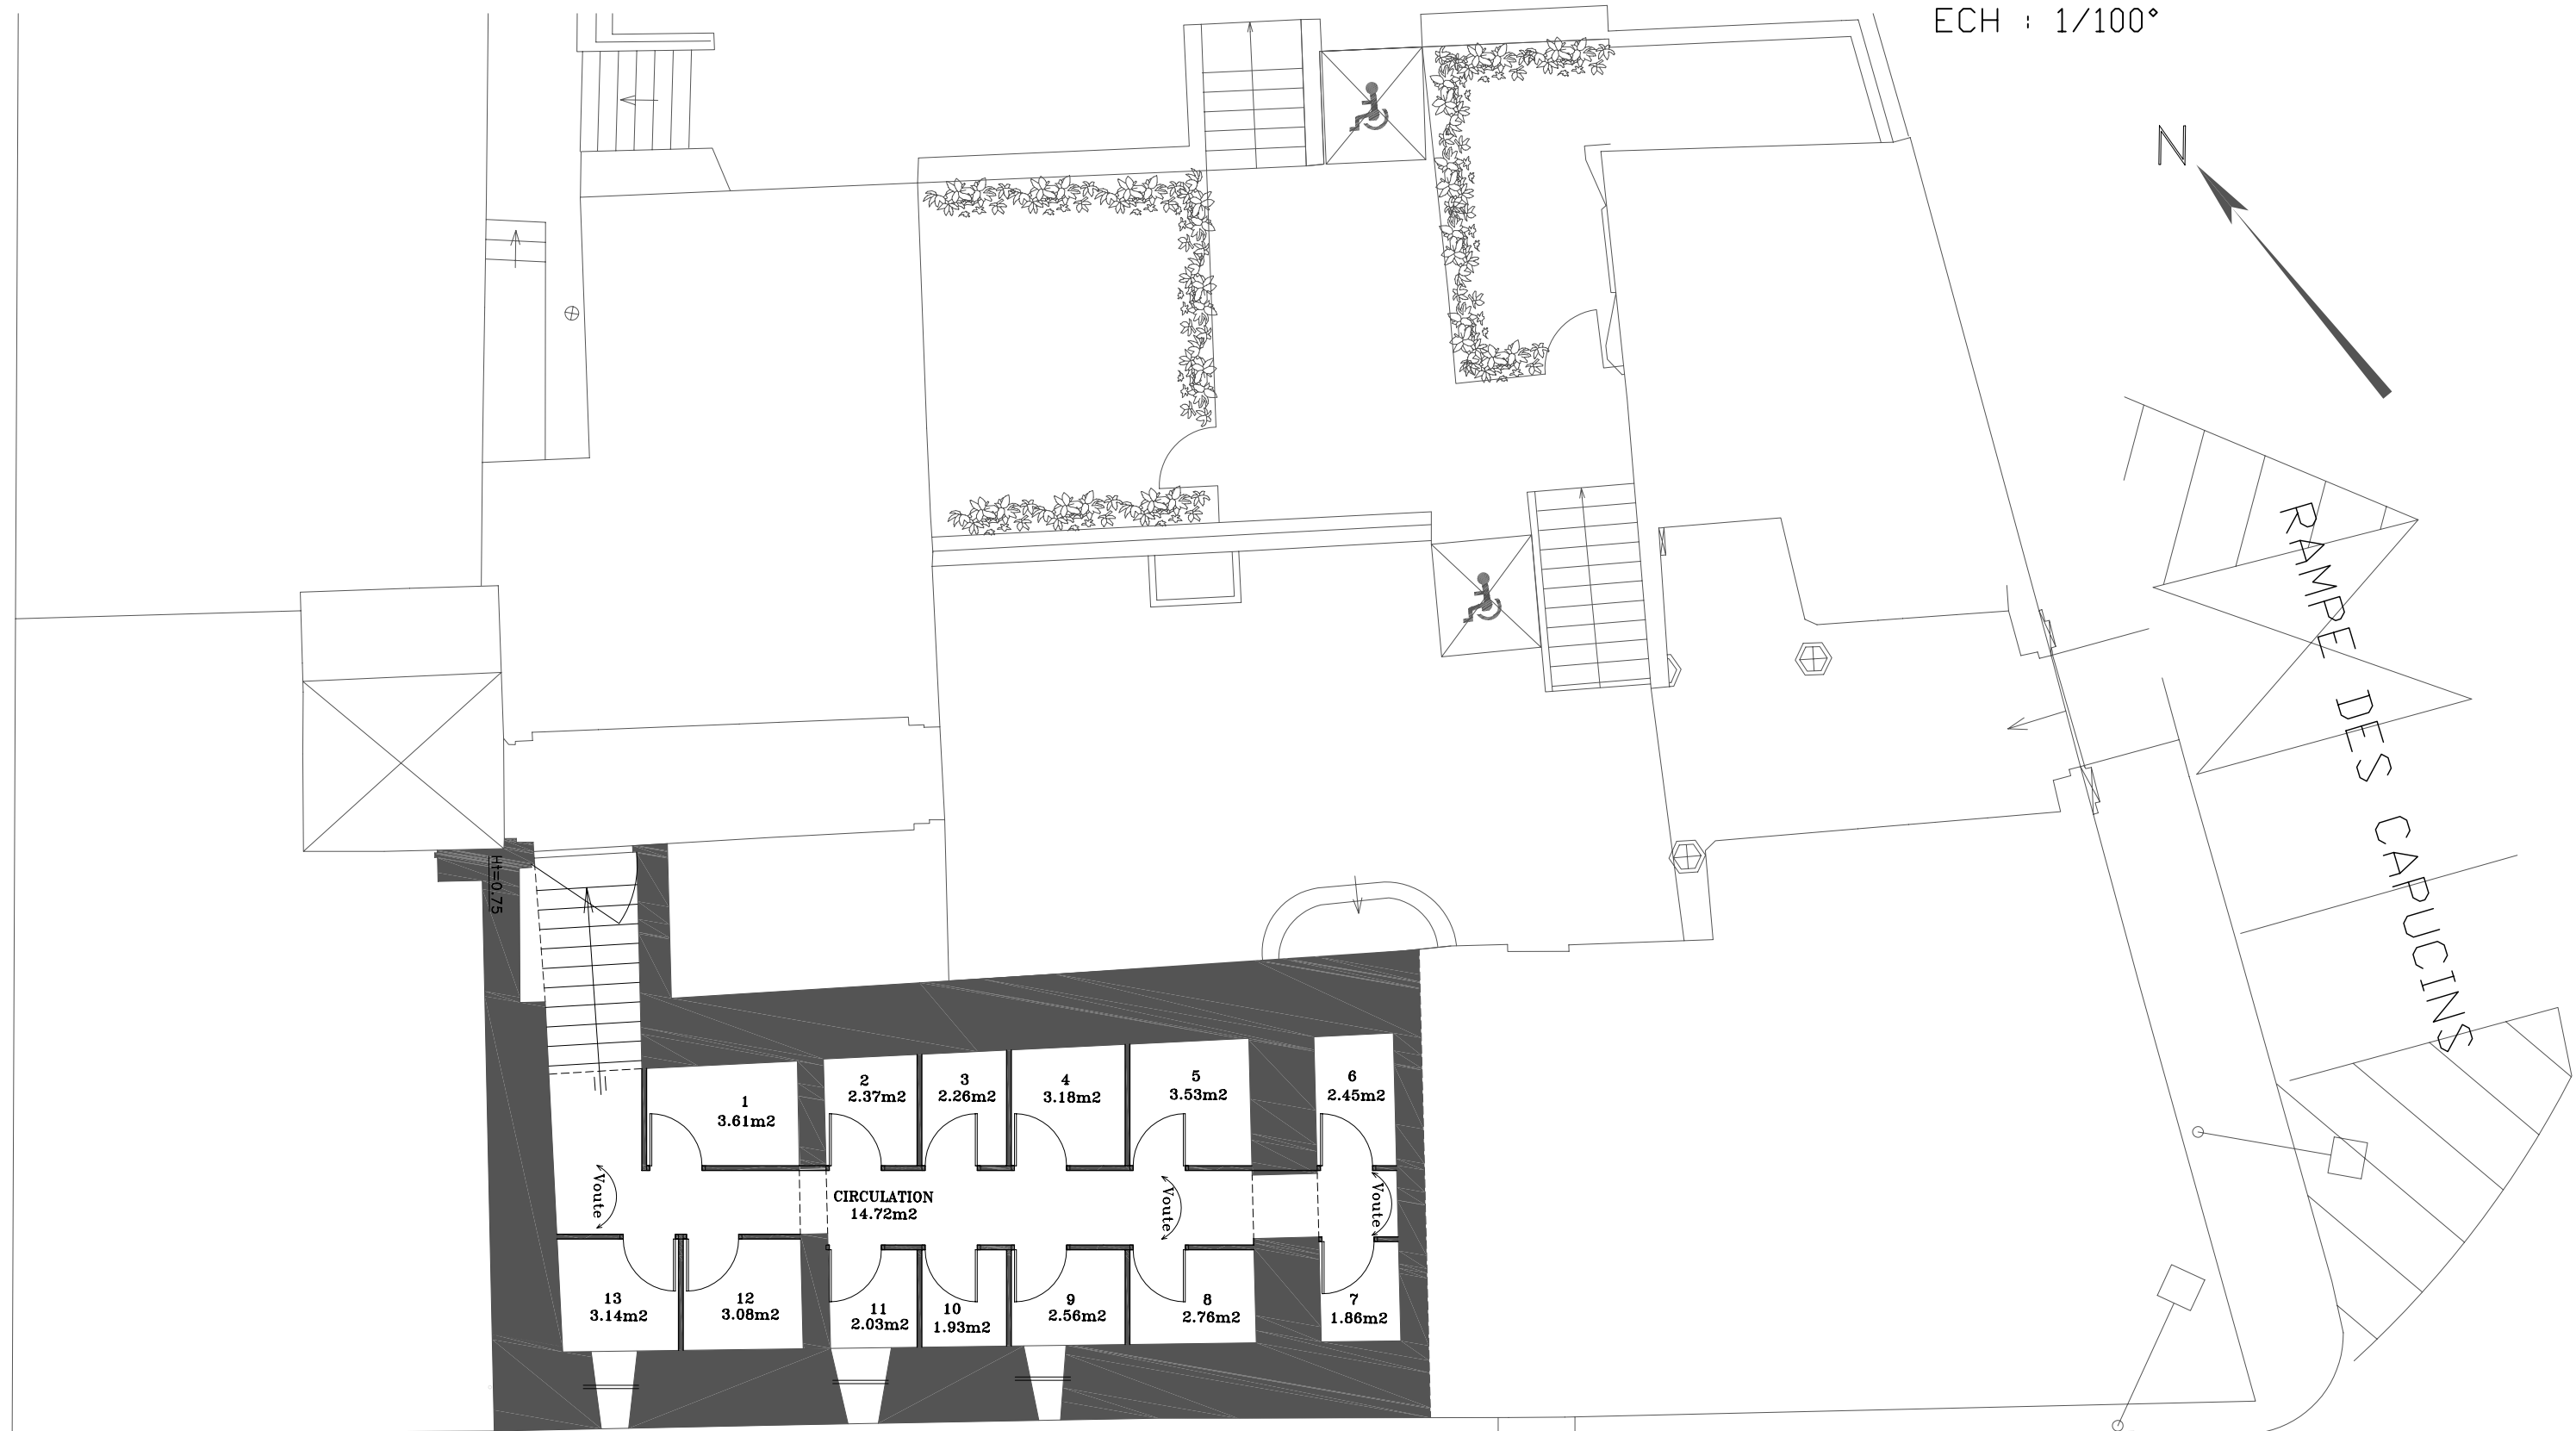 ECH : 1/100°
N
RAMPE DES CAPUCINS
Ht=0.75
1
3.61m2
2
2.37m2
3
2.26m2
4
3.18m2
5
3.53m2
6
2.45m2
Voute
CIRCULATION
14.72m2
Voute
Voute
13
3.14m2
12
3.08m2
11
2.03m2
10
1.93m2
9
2.56m2
8
2.76m2
7
1.86m2